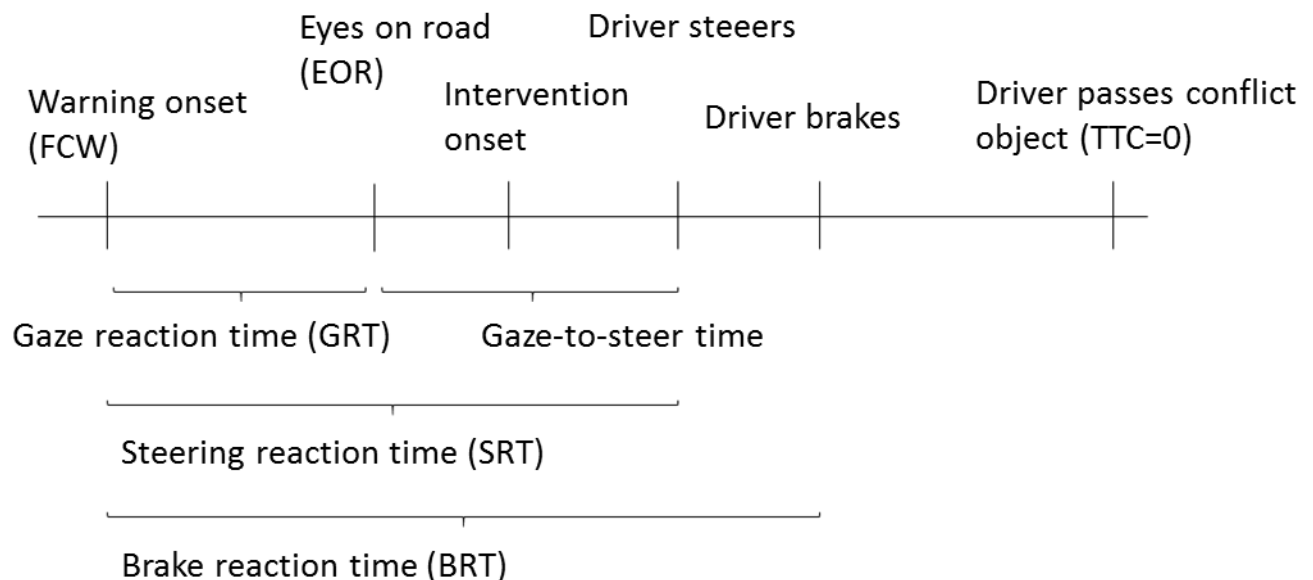 Eyes on road
(EOR)
Driver steeers
Warning onset
(FCW)
Intervention
onset
Driver brakes
Driver passes conflict
object (TTC=0)
Gaze reaction time (GRT)
Gaze-to-steer time
Steering reaction time (SRT)
Brake reaction time (BRT)